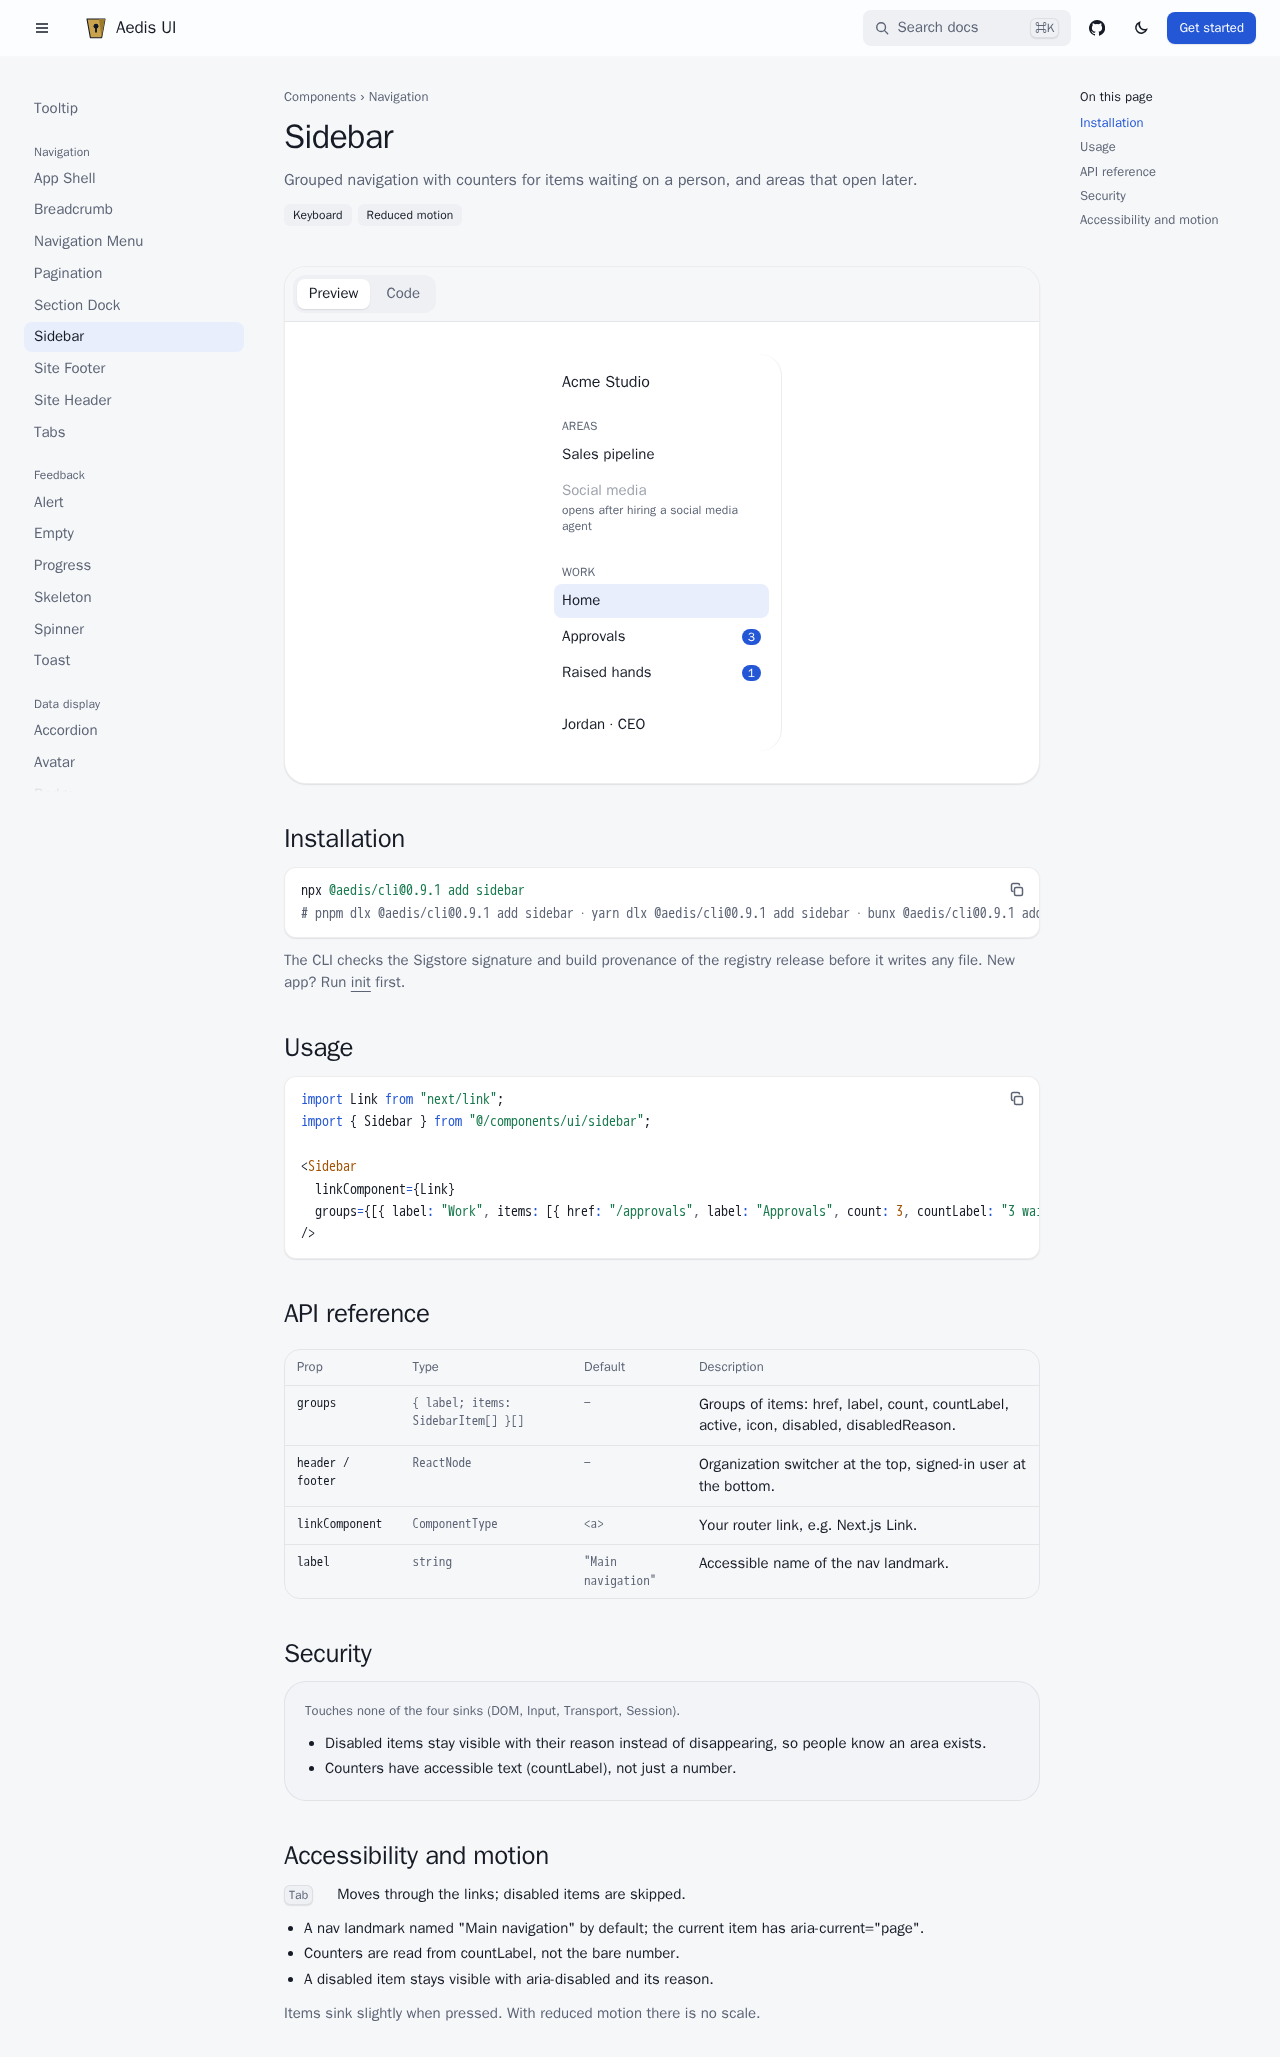 Aedis UI
Search docs
⌘K
Get started
Tooltip
Navigation
App Shell
Breadcrumb
Navigation Menu
Pagination
Section Dock
Sidebar
Site Footer
Site Header
Tabs
Feedback
Alert
Empty
Progress
Skeleton
Spinner
Toast
Data display
Accordion
Avatar
Components › Navigation
Sidebar
Grouped navigation with counters for items waiting on a person, and areas that open later.
Keyboard
Reduced motion
Preview
Code
Acme Studio
AREAS
Sales pipeline
Social media
opens after hiring a social media
agent
WORK
Home
Approvals
3
Raised hands
1
Jordan · CEO
Installation
npx @aedis/cli@0.9.1 add sidebar
# pnpm dlx @aedis/cli@0.9.1 add sidebar · yarn dlx @aedis/cli@0.9.1 add sidebar · bunx @aedis/cli@0.9.1 add
The CLI checks the Sigstore signature and build provenance of the registry release before it writes any file. New
app? Run init first.
Usage
import Link from "next/link";
import { Sidebar } from "@/components/ui/sidebar";
<Sidebar
linkComponent={Link}
groups={[{ label: "Work", items: [{ href: "/approvals", label: "Approvals", count: 3, countLabel: "3 wai
/>
API reference
Prop
Type
Default
Description
groups
{ label; items:
SidebarItem[] }[]
—
Groups of items: href, label, count, countLabel,
active, icon, disabled, disabledReason.
header /
footer
ReactNode
—
Organization switcher at the top, signed-in user at
the bottom.
linkComponent
ComponentType
<a>
Your router link, e.g. Next.js Link.
label
string
"Main
navigation"
Accessible name of the nav landmark.
Security
Touches none of the four sinks (DOM, Input, Transport, Session).
• Disabled items stay visible with their reason instead of disappearing, so people know an area exists.
• Counters have accessible text (countLabel), not just a number.
Accessibility and motion
Tab
Moves through the links; disabled items are skipped.
• A nav landmark named "Main navigation" by default; the current item has aria-current="page".
• Counters are read from countLabel, not the bare number.
• A disabled item stays visible with aria-disabled and its reason.
Items sink slightly when pressed. With reduced motion there is no scale.
On this page
Installation
Usage
API reference
Security
Accessibility and motion